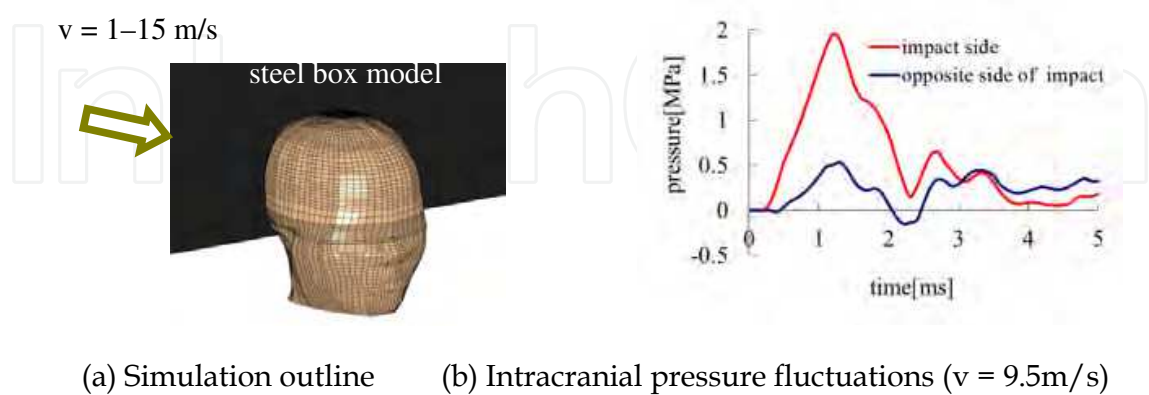 v = 1–15 m/s
steel box model
2
1.5
1
0.5
0
-0.5
pressure[MPa]
impact side
opposite side of impact
0 1 2 3 4 5
time[ms]
(a) Simulation outline
(b) Intracranial pressure fluctuations (v = 9.5m/s)